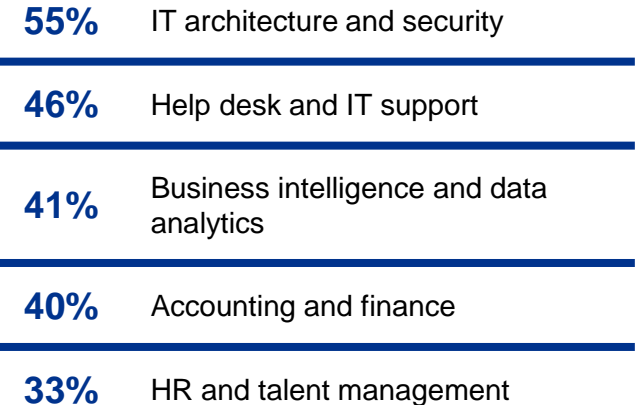 55% IT architecture and security
46% Help desk and IT support
41% Business intelligence and data
analytics
40% Accounting and finance
33% HR and talent management